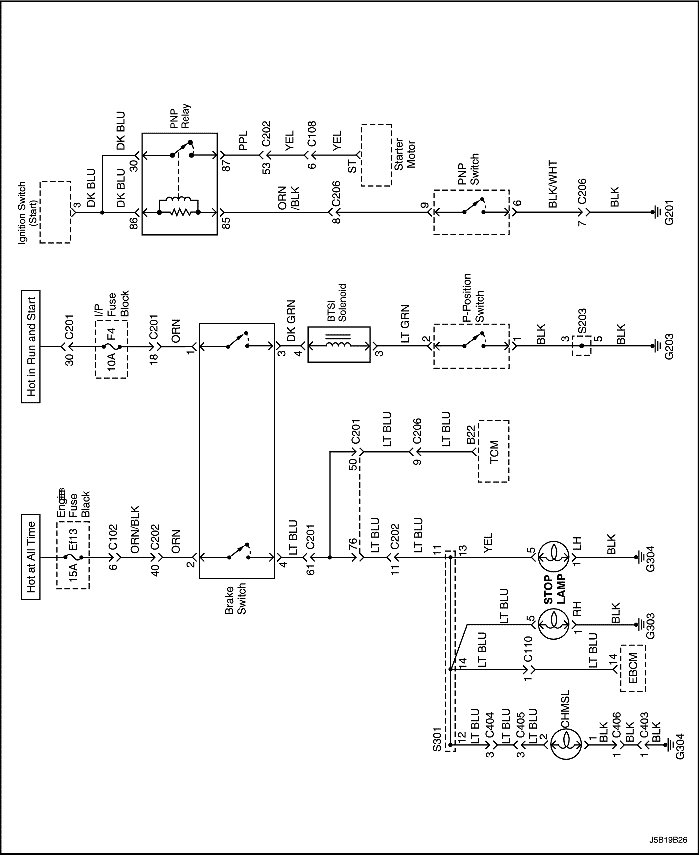 Hot at All Time
Engine
Fuse
Black
15A Ef13
6 C102
ORN/BLK
40 C202
ORN
2
Brake
Switch
4
LT BLU
61 C201
76
LT BLU
11 C202
LT BLU
50 C201
LT BLU
9 C206
LT BLU
B22
TCM
S301
11
13
YEL
5
1 LH
BLK
G304
STOP
LAMP
14
LT BLU
LT BLU
5
1 RH
BLK
G303
1 C110
LT BLU
14
EBCM
12
LT BLU
3 C404
LT BLU
3 C405
LT BLU
2
CHMSL
1
BLK
1 C406
BLK
1 C403
BLK
G304
Hot in Run and Start
30 C201
I/P
Fuse
Block
10A F4
18 C201
ORN
1
3
DK GRN
4
BTSI
Solenoid
3
LT GRN
2
P-Position
Switch
1
BLK
3
S203
5
BLK
G203
Ignition Switch
(Start)
3
DK BLU
DK BLU
DK BLU
86
30
PNP
Relay
85
87
PPL
53 C202
YEL
6 C108
YEL
ST
Starter
Motor
ORN
/BLK
8 C206
9
PNP
Switch
6
BLK/WHT
7 C206
BLK
G201
J5B19B26